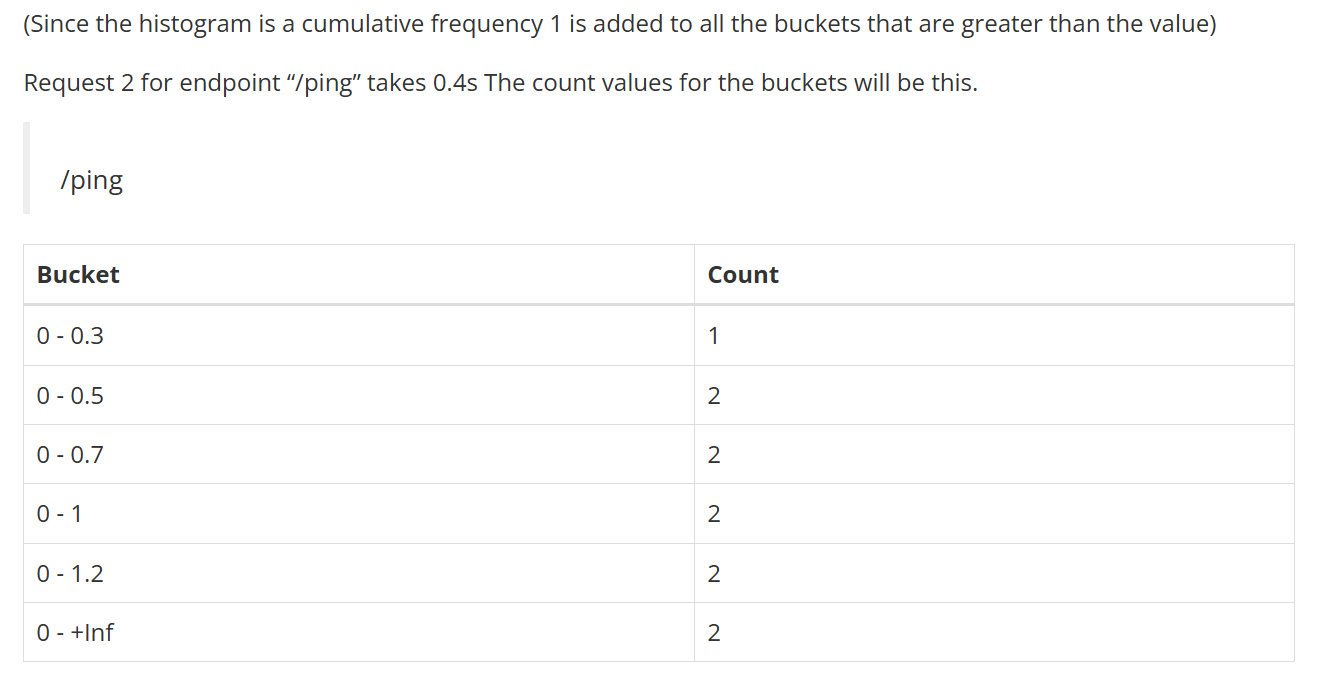 (Since the histogram is a cumulative frequency 1 is added to all the buckets that are greater than the value)
Request 2 for endpoint “/ping” takes 0.4s The count values for the buckets will be this.
/ping
Bucket Count
0 - 0.3 1
0 - 0.5 2
0 - 0.7 2
0 - 1 2
0 - 1.2 2
0 - +Inf 2